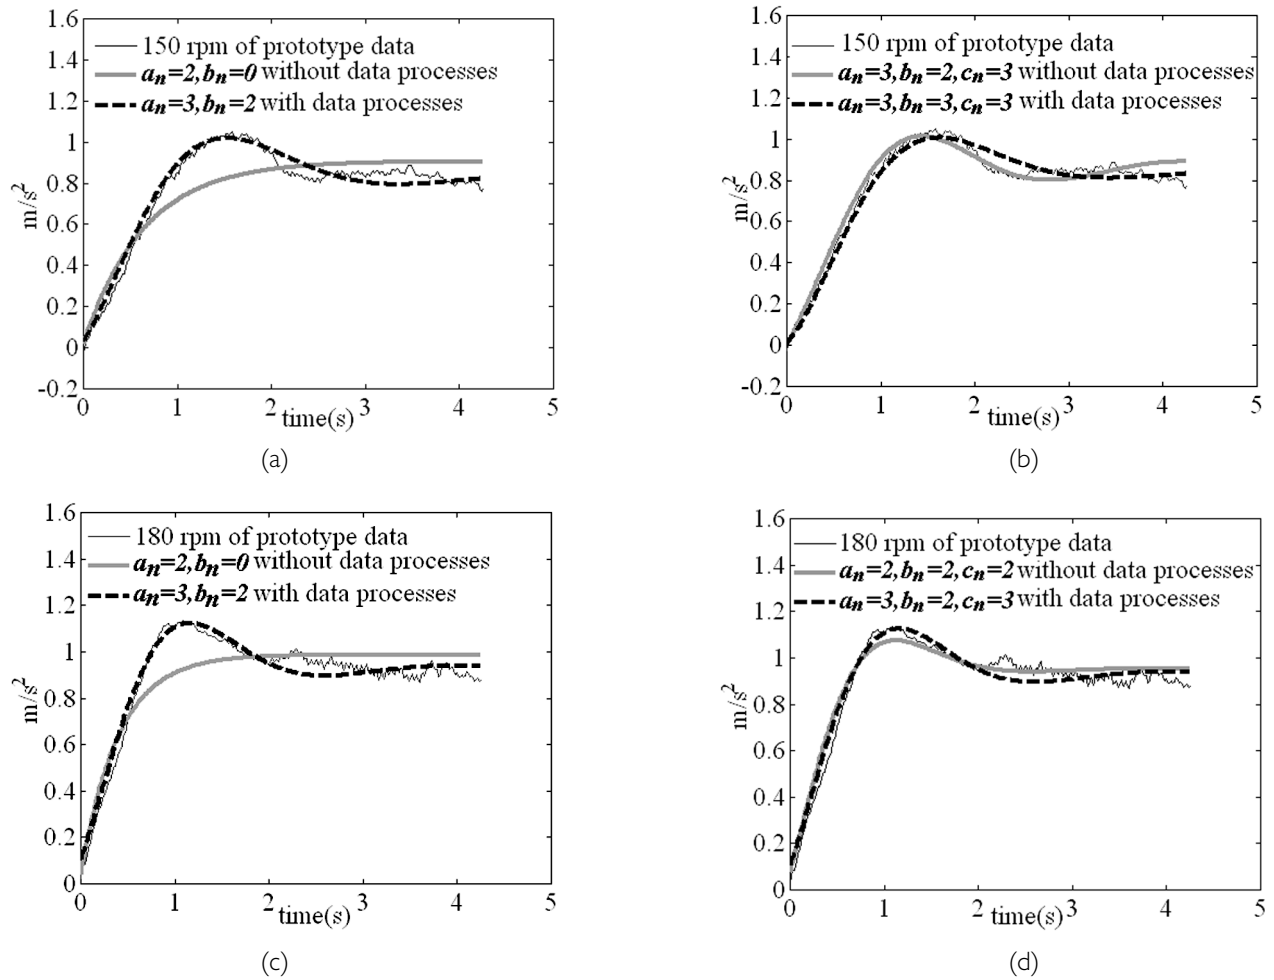 1.6
1.4
1.2
1
0.8
0.6
0.4
0.2
0
-0.2
m/s²
150 rpm of prototype data
aₙ=2,bₙ=0 without data processes
aₙ=3,bₙ=2 with data processes
0 1 2 3 4 5
time(s)
(a)
1.6
1.4
1.2
1
0.8
0.6
0.4
0.2
0
-0.2
m/s²
150 rpm of prototype data
aₙ=3,bₙ=2,cₙ=3 without data processes
aₙ=3,bₙ=3,cₙ=3 with data processes
0 1 2 3 4 5
time(s)
(b)
1.6
1.4
1.2
1
0.8
0.6
0.4
0.2
0
m/s²
180 rpm of prototype data
aₙ=2,bₙ=0 without data processes
aₙ=3,bₙ=2 with data processes
0 1 2 3 4 5
time(s)
(c)
1.6
1.4
1.2
1
0.8
0.6
0.4
0.2
0
m/s²
180 rpm of prototype data
aₙ=2,bₙ=2,cₙ=2 without data processes
aₙ=3,bₙ=2,cₙ=3 with data processes
0 1 2 3 4 5
time(s)
(d)